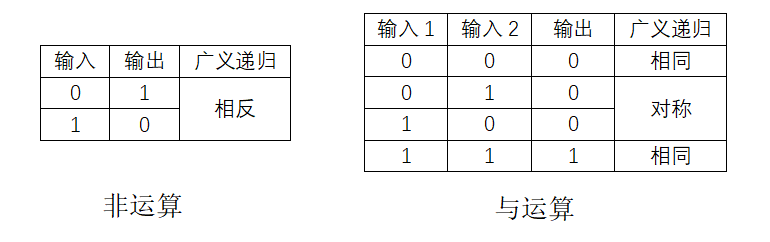 输入 输出 广义递归
0 1 相反
1 0
非运算
输入1 输入2 输出 广义递归
0 0 0 相同
0 1 0 对称
1 0 0
1 1 1 相同
与运算